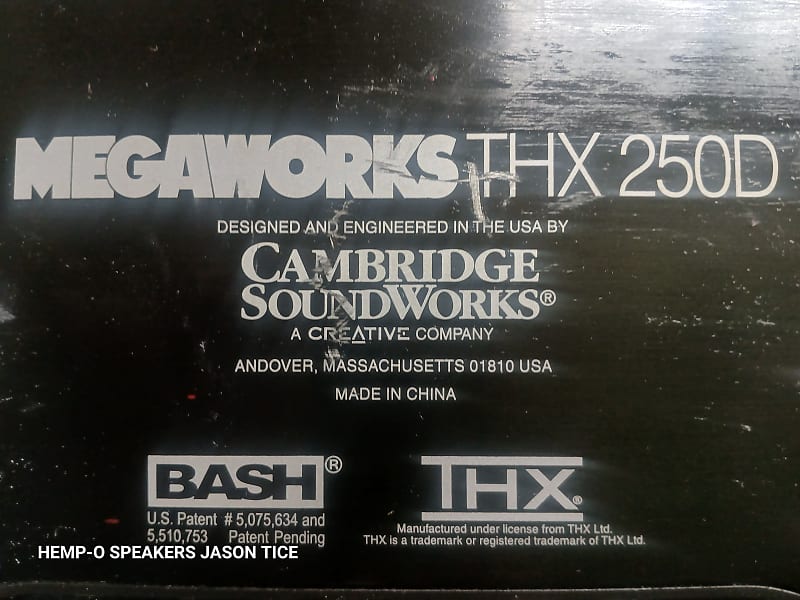 MEGAWORKS THX 250D
DESIGNED AND ENGINEERED IN THE USA BY
CAMBRIDGE
SOUNDWORKS®
A CREATIVE COMPANY
ANDOVER, MASSACHUSETTS 01810 USA
MADE IN CHINA
BASH®
U.S. Patent # 5,075,634 and
5,510,753 Patent Pending
THX®
Manufactured under license from THX Ltd.
THX is a trademark or registered trademark of THX Ltd.
HEMP-O SPEAKERS JASON TICE